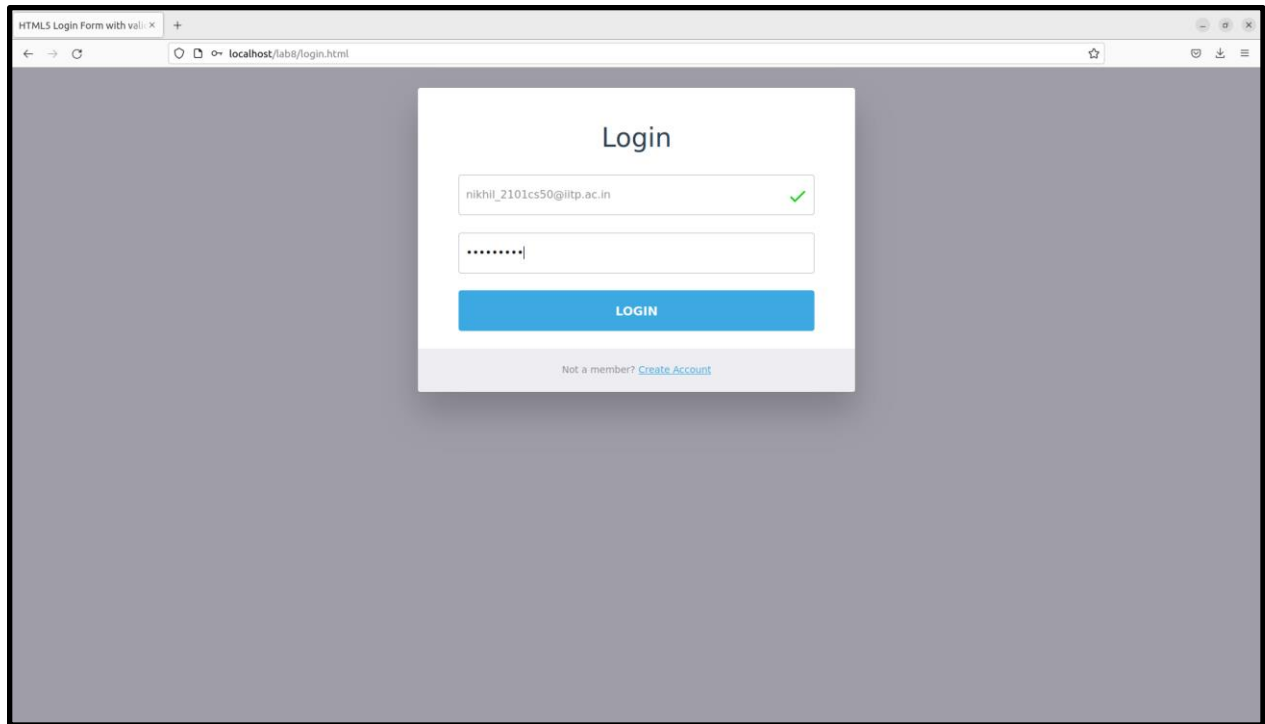 HTML5 Login Form with vali
localhost/lab8/login.html
Login
nikhil_2101cs50@iitp.ac.in
•••••••••
LOGIN
Not a member? Create Account